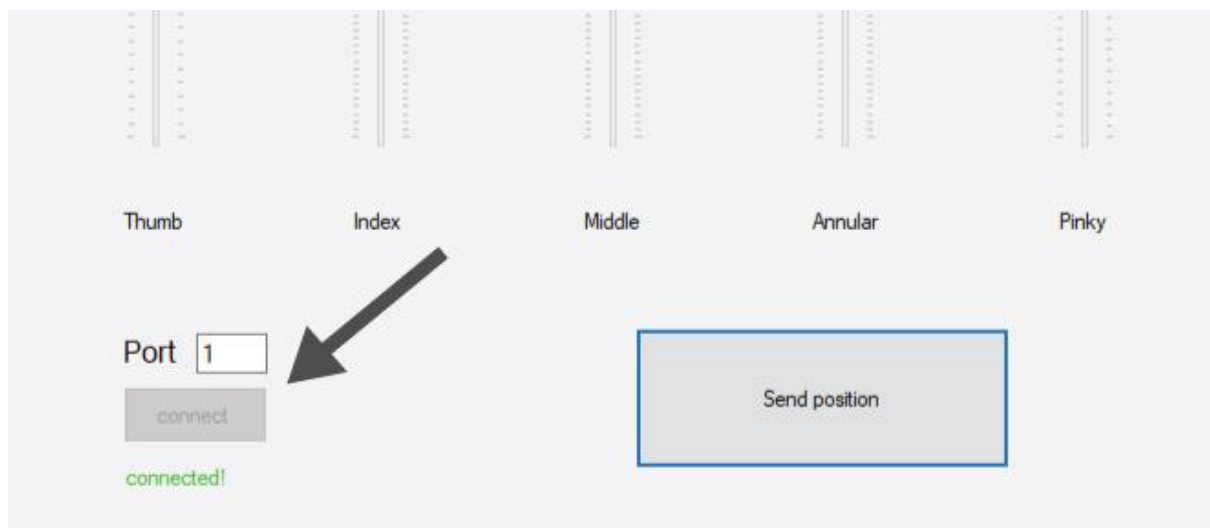 Thumb Index Middle Annular Pinky
Port 1
connect
Send position
connected!